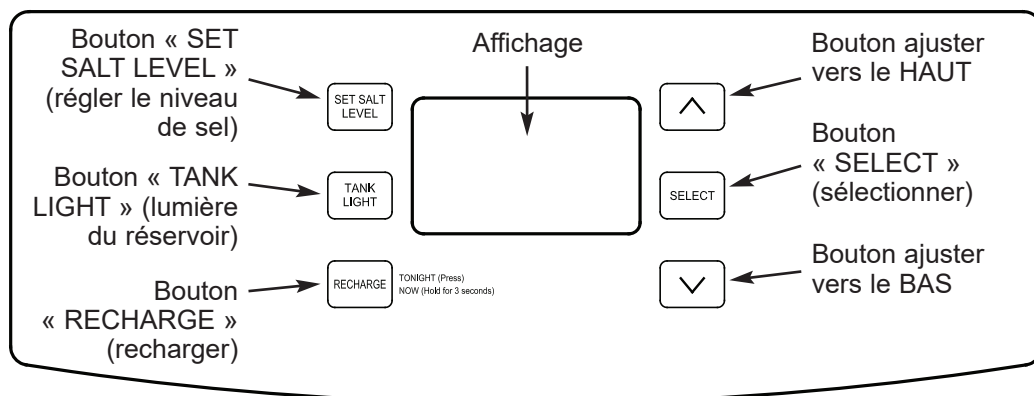 Bouton « SET
SALT LEVEL »
(régler le niveau
de sel)
Bouton « TANK
LIGHT » (lumière
du réservoir)
Bouton
« RECHARGE »
(recharger)
SET SALT
LEVEL
TANK
LIGHT
RECHARGE
TONIGHT (Press)
NOW (Hold for 3 seconds)
Affichage
SELECT
Bouton ajuster
vers le HAUT
Bouton
« SELECT »
(sélectionner)
Bouton ajuster
vers le BAS